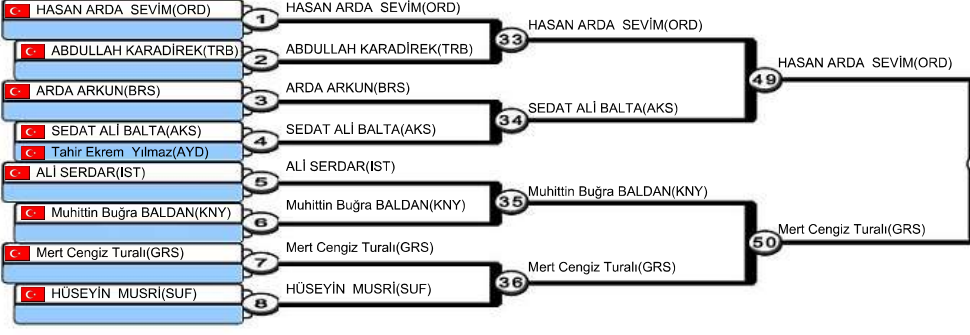 HASAN ARDA SEVİM(ORD)
1
HASAN ARDA SEVİM(ORD)
33
HASAN ARDA SEVİM(ORD)
ABDULLAH KARADİREK(TRB)
2
ABDULLAH KARADİREK(TRB)
49
HASAN ARDA SEVİM(ORD)
ARDA ARKUN(BRS)
3
ARDA ARKUN(BRS)
34
SEDAT ALİ BALTA(AKS)
SEDAT ALİ BALTA(AKS)
4
SEDAT ALİ BALTA(AKS)
Tahir Ekrem Yılmaz(AYD)
ALİ SERDAR(IST)
5
ALİ SERDAR(IST)
35
Muhittin Buğra BALDAN(KNY)
Muhittin Buğra BALDAN(KNY)
6
Muhittin Buğra BALDAN(KNY)
50
Mert Cengiz Turalı(GRS)
Mert Cengiz Turalı(GRS)
7
Mert Cengiz Turalı(GRS)
36
Mert Cengiz Turalı(GRS)
HÜSEYİN MUSRİ(SUF)
8
HÜSEYİN MUSRİ(SUF)